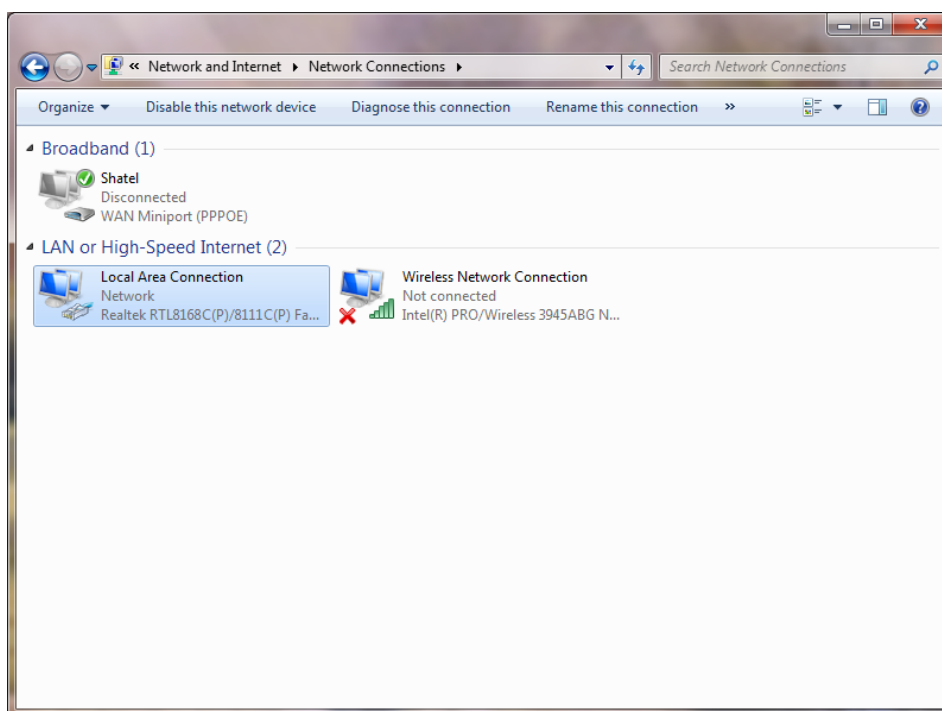 « Network and Internet ▸ Network Connections ▸
Search Network Connections
Organize ▾ Disable this network device Diagnose this connection Rename this connection »
Broadband (1)
Shatel
Disconnected
WAN Miniport (PPPOE)
LAN or High-Speed Internet (2)
Local Area Connection
Network
Realtek RTL8168C(P)/8111C(P) Fa...
Wireless Network Connection
Not connected
Intel(R) PRO/Wireless 3945ABG N...